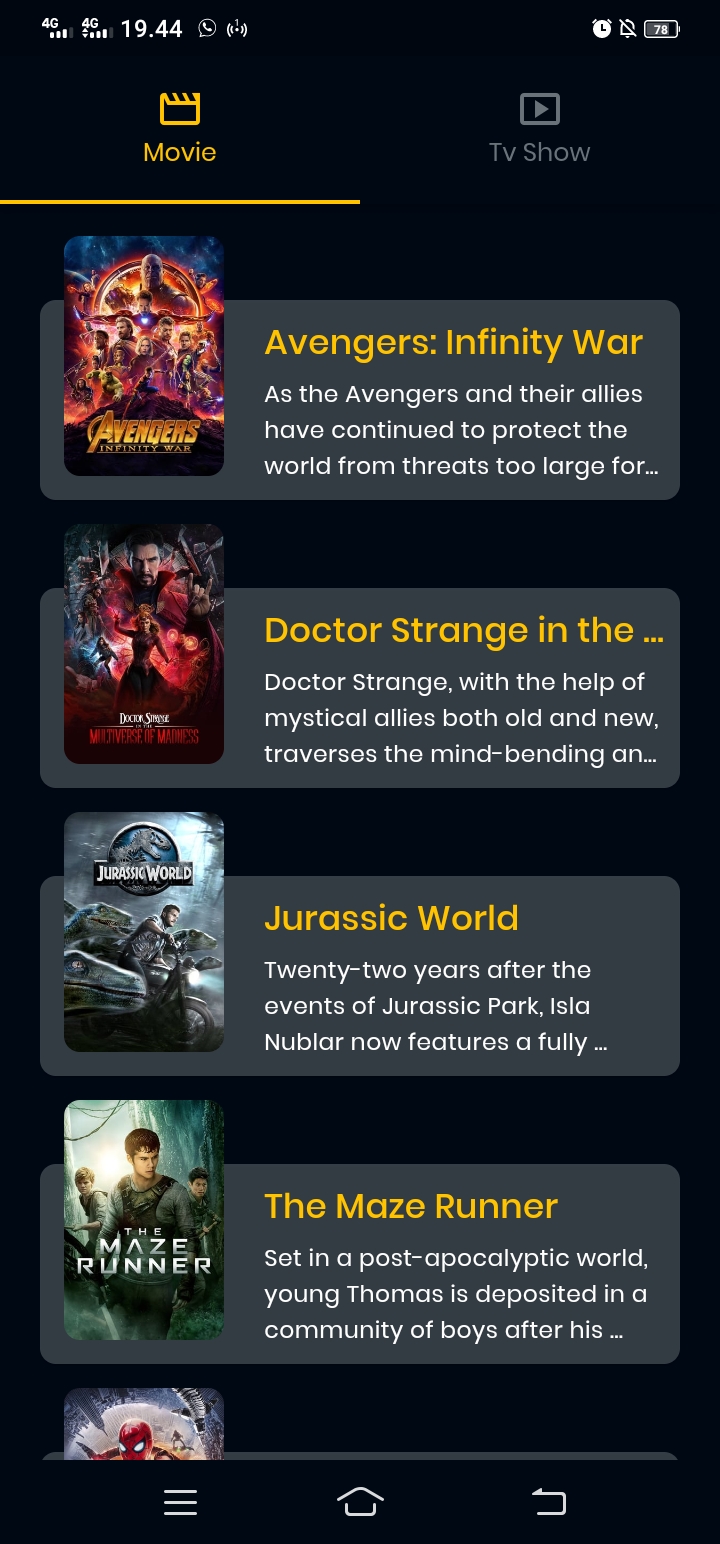 4G 4G 19.44 78
Movie
Tv Show
AVENGERS
INFINITY WAR
Avengers: Infinity War
As the Avengers and their allies
have continued to protect the
world from threats too large for...
DOCTOR STRANGE
IN THE
MULTIVERSE OF MADNESS
Doctor Strange in the ...
Doctor Strange, with the help of
mystical allies both old and new,
traverses the mind-bending an...
JURASSIC WORLD
Jurassic World
Twenty-two years after the
events of Jurassic Park, Isla
Nublar now features a fully ...
THE
MAZE
RUNNER
The Maze Runner
Set in a post-apocalyptic world,
young Thomas is deposited in a
community of boys after his ...